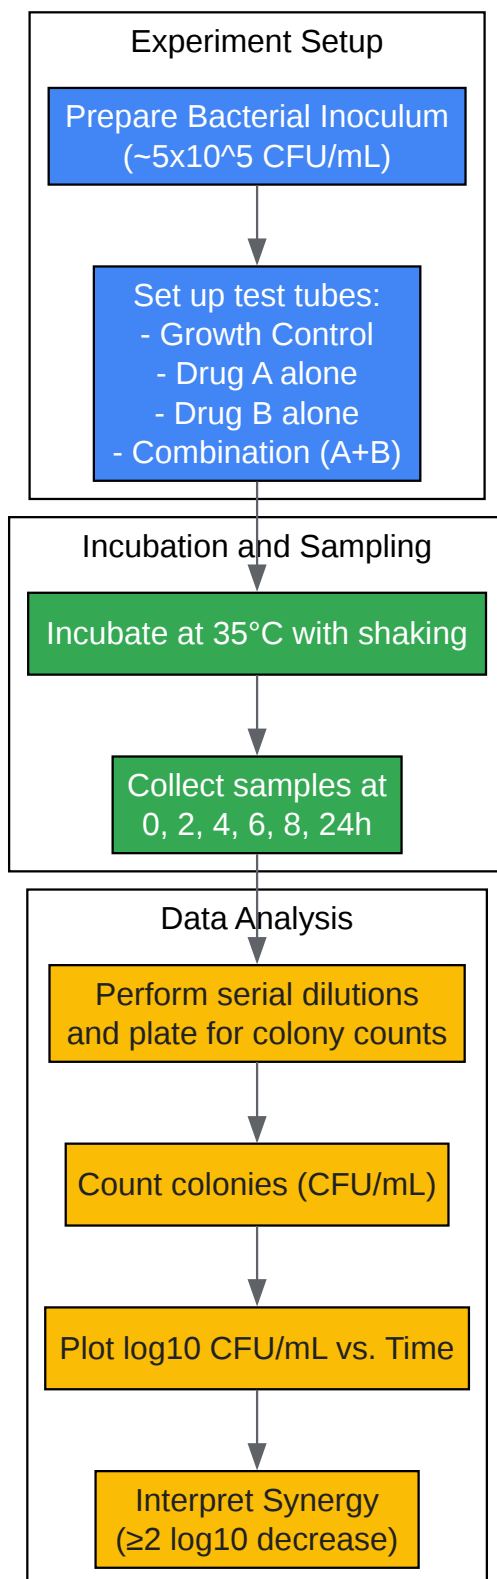 Experiment Setup
Prepare Bacterial Inoculum
(~5x10^5 CFU/mL)
Set up test tubes:
- Growth Control
- Drug A alone
- Drug B alone
- Combination (A+B)
Incubation and Sampling
Incubate at 35°C with shaking
Collect samples at
0, 2, 4, 6, 8, 24h
Data Analysis
Perform serial dilutions
and plate for colony counts
Count colonies (CFU/mL)
Plot log10 CFU/mL vs. Time
Interpret Synergy
(≥2 log10 decrease)